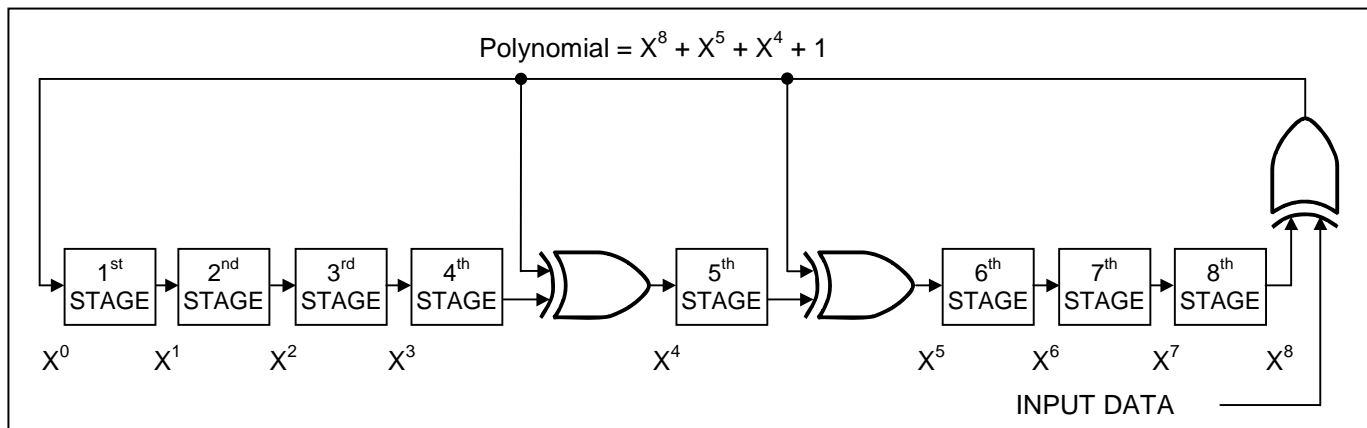 Polynomial = X⁸ + X⁵ + X⁴ + 1
1ˢᵗ
STAGE
2ⁿᵈ
STAGE
3ʳᵈ
STAGE
4ᵗʰ
STAGE
5ᵗʰ
STAGE
6ᵗʰ
STAGE
7ᵗʰ
STAGE
8ᵗʰ
STAGE
X⁰ X¹ X² X³ X⁴ X⁵ X⁶ X⁷ X⁸
INPUT DATA